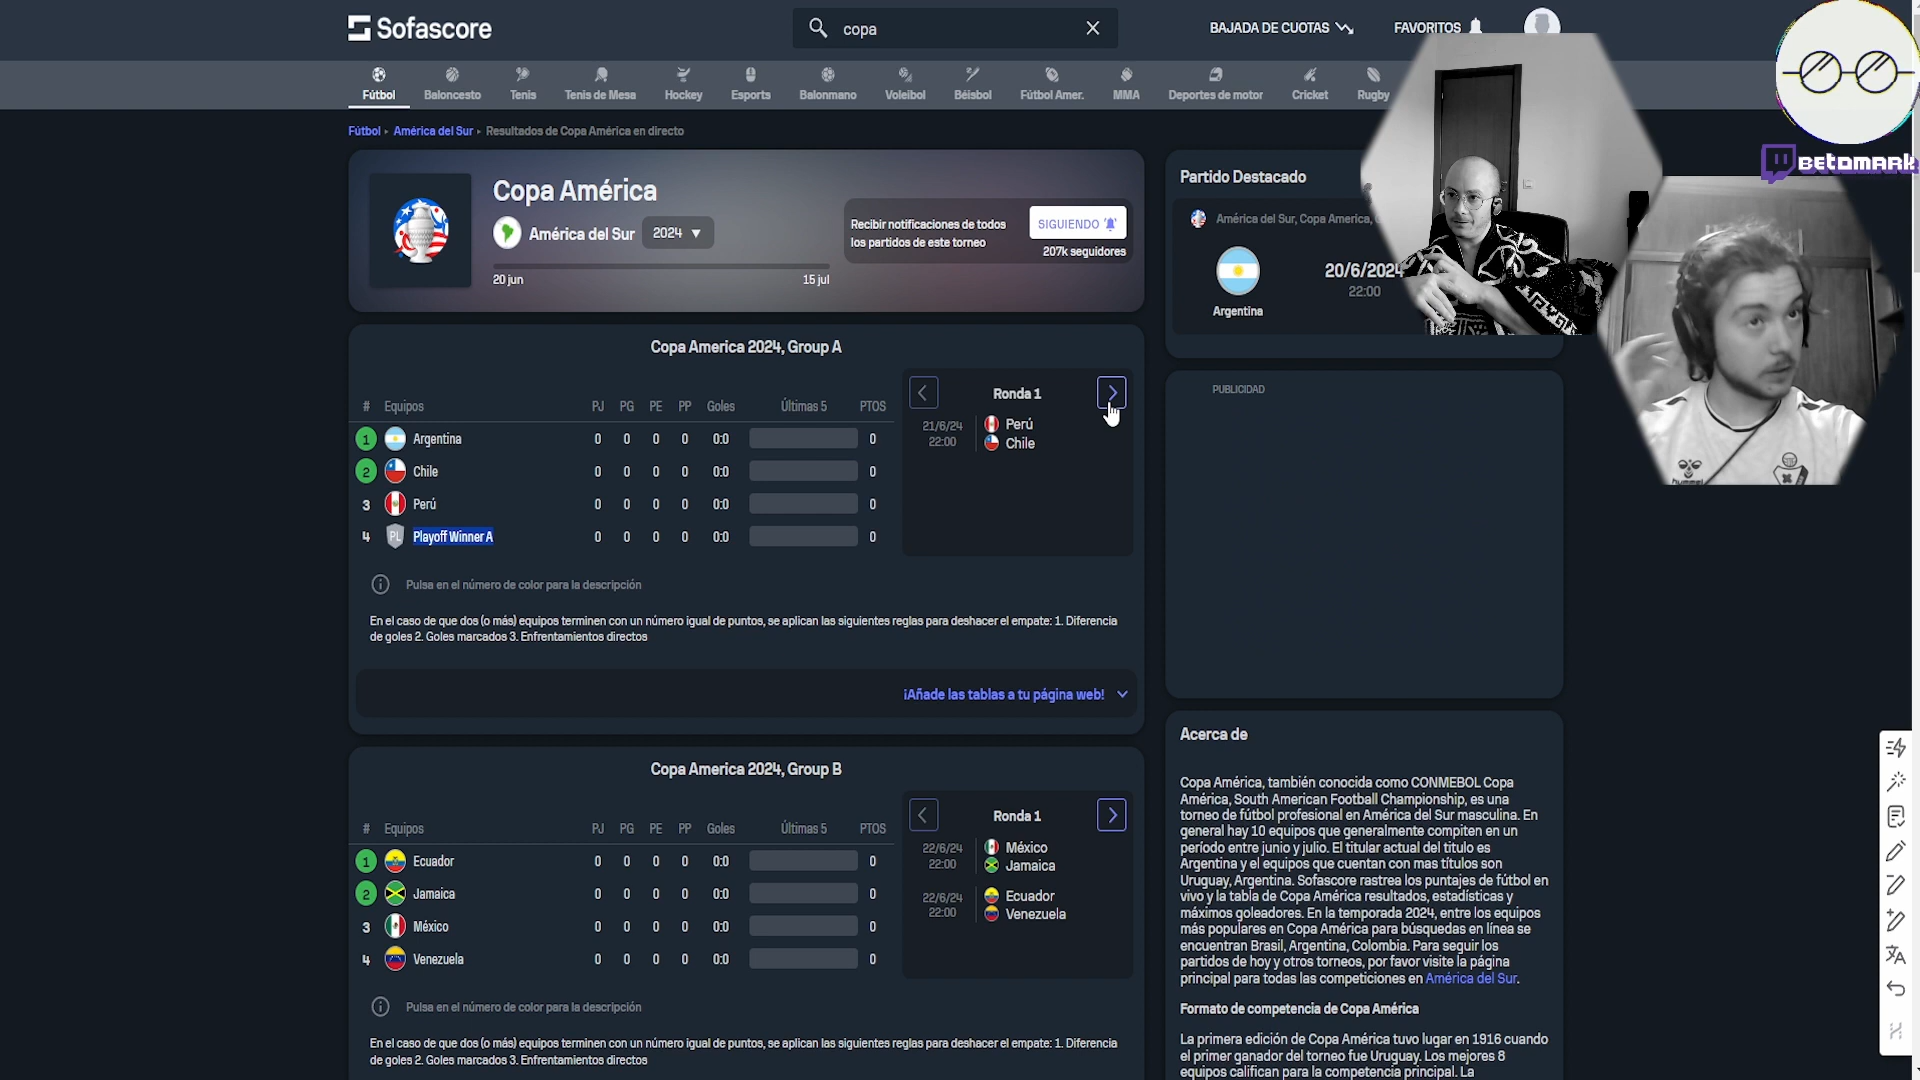 Sofascore
copa
BAJADA DE CUOTAS
FAVORITOS
Fútbol
Baloncesto
Tenis
Tenis de Mesa
Hockey
Esports
Balonmano
Voleibol
Béisbol
Fútbol Amer.
MMA
Deportes de motor
Cricket
Rugby
BETOMARK
Fútbol América del Sur Resultados de Copa América en directo
Copa América
América del Sur
2024
20 jun
15 jul
Recibir notificaciones de todos
los partidos de este torneo
SIGUIENDO
207k seguidores
Partido Destacado
América del Sur, Copa America,
Argentina
20/6/2024
22:00
Copa America 2024, Group A
# Equipos PJ PG PE PP Goles Últimas 5 PTOS
1 Argentina 0 0 0 0 0:0 0
2 Chile 0 0 0 0 0:0 0
3 Perú 0 0 0 0 0:0 0
4 PL Playoff Winner A 0 0 0 0 0:0 0
Ronda 1
21/6/24
22:00
Perú
Chile
Pulsa en el número de color para la descripción
En el caso de que dos (o más) equipos terminen con un número igual de puntos, se aplican las siguientes reglas para deshacer el empate: 1. Diferencia
de goles 2. Goles marcados 3. Enfrentamientos directos
¡Añade las tablas a tu página web!
PUBLICIDAD
hummel
Copa America 2024, Group B
# Equipos PJ PG PE PP Goles Últimas 5 PTOS
1 Ecuador 0 0 0 0 0:0 0
2 Jamaica 0 0 0 0 0:0 0
3 México 0 0 0 0 0:0 0
4 Venezuela 0 0 0 0 0:0 0
Ronda 1
22/6/24
22:00
México
Jamaica
22/6/24
22:00
Ecuador
Venezuela
Pulsa en el número de color para la descripción
En el caso de que dos (o más) equipos terminen con un número igual de puntos, se aplican las siguientes reglas para deshacer el empate: 1. Diferencia
de goles 2. Goles marcados 3. Enfrentamientos directos
Acerca de
Copa América, también conocida como CONMEBOL Copa
América, South American Football Championship, es una
torneo de fútbol profesional en América del Sur masculina. En
general hay 10 equipos que generalmente compiten en un
período entre junio y julio. El titular actual del titulo es
Argentina y el equipos que cuentan con mas títulos son
Uruguay, Argentina. Sofascore rastrea los puntajes de fútbol en
vivo y la tabla de Copa América resultados, estadísticas y
máximos goleadores. En la temporada 2024, entre los equipos
más populares en Copa América para búsquedas en línea se
encuentran Brasil, Argentina, Colombia. Para seguir los
partidos de hoy y otros torneos, por favor visite la página
principal para todas las competiciones en América del Sur.
Formato de competencia de Copa América
La primera edición de Copa América tuvo lugar en 1916 cuando
el primer ganador del torneo fue Uruguay. Los mejores 8
equipos califican para la competencia principal. La